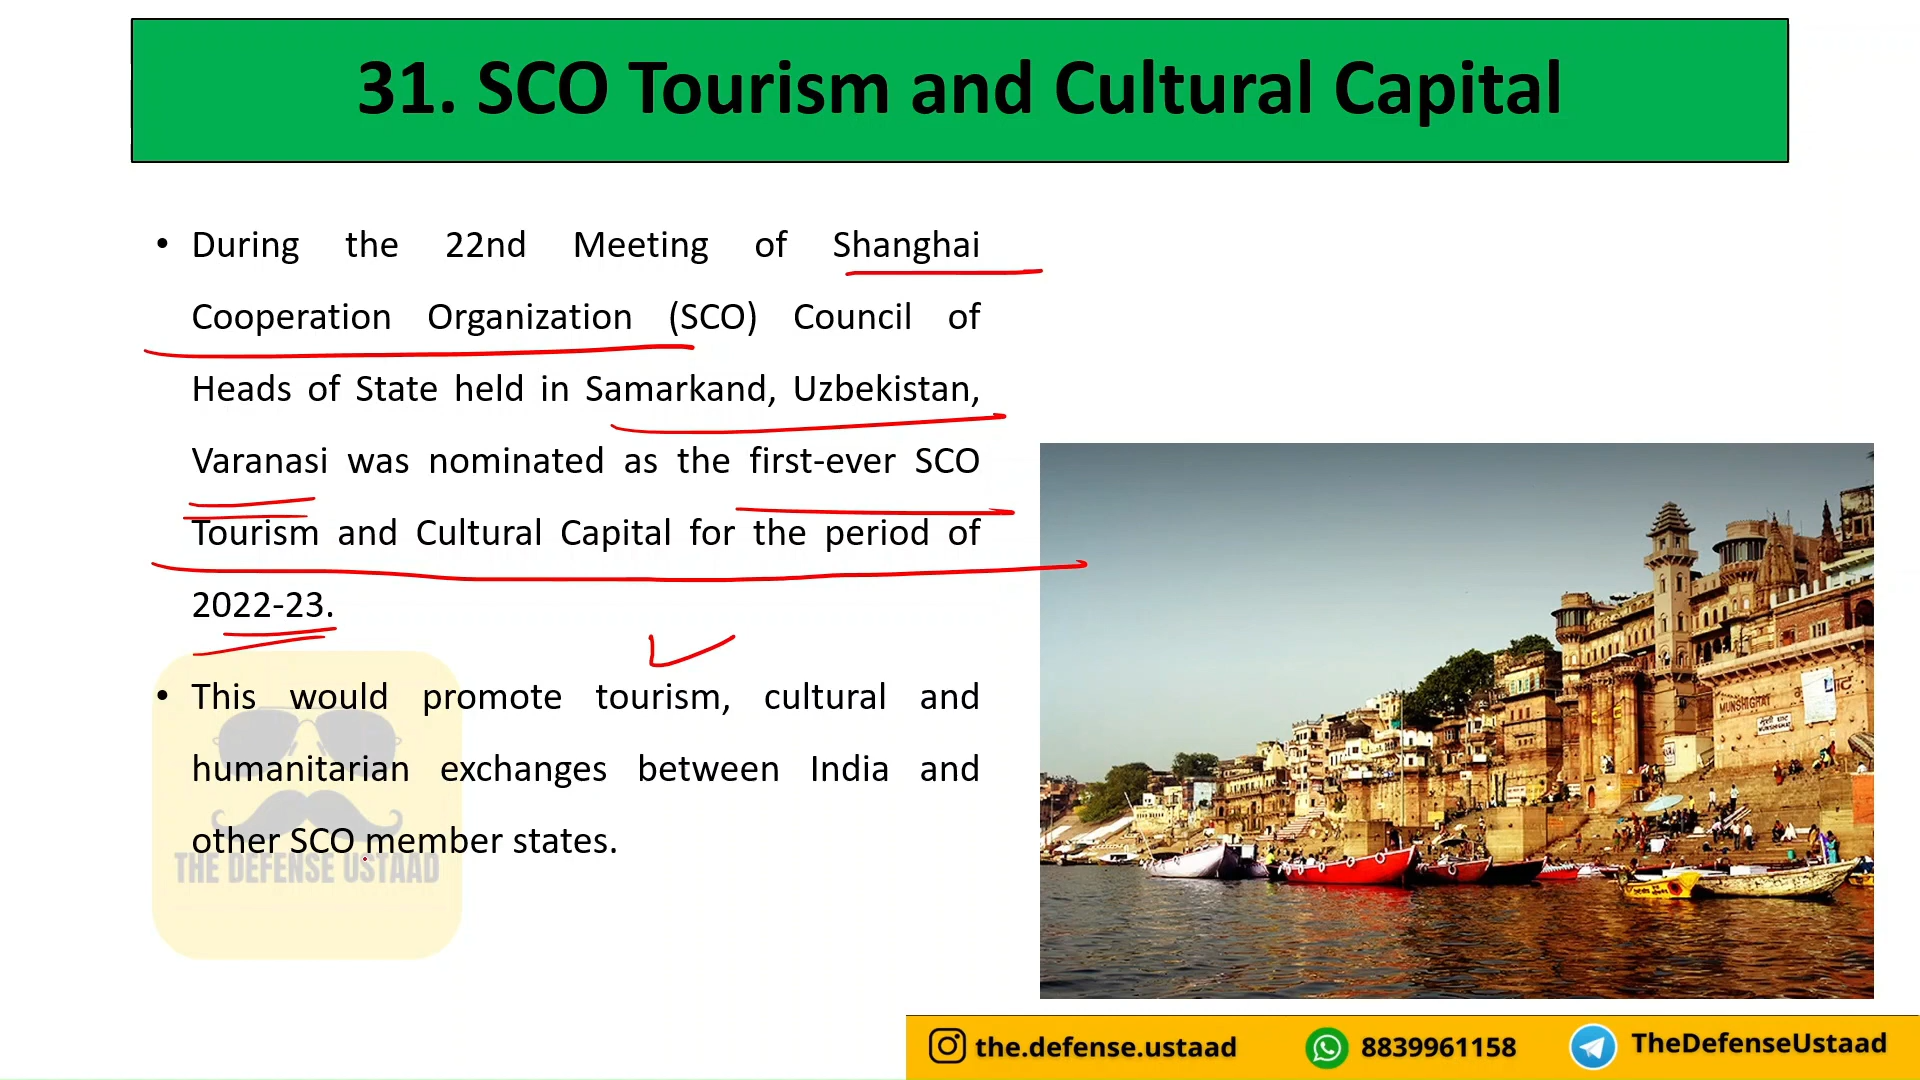 31. SCO Tourism and Cultural Capital
• During the 22nd Meeting of Shanghai
Cooperation Organization (SCO) Council of
Heads of State held in Samarkand, Uzbekistan,
Varanasi was nominated as the first-ever SCO
Tourism and Cultural Capital for the period of
2022-23.
• This would promote tourism, cultural and
humanitarian exchanges between India and
other SCO member states.
THE DEFENSE USTAAD
MUNSHIGHAT
MUNSHIGHAT
the.defense.ustaad
8839961158
TheDefenseUstaad